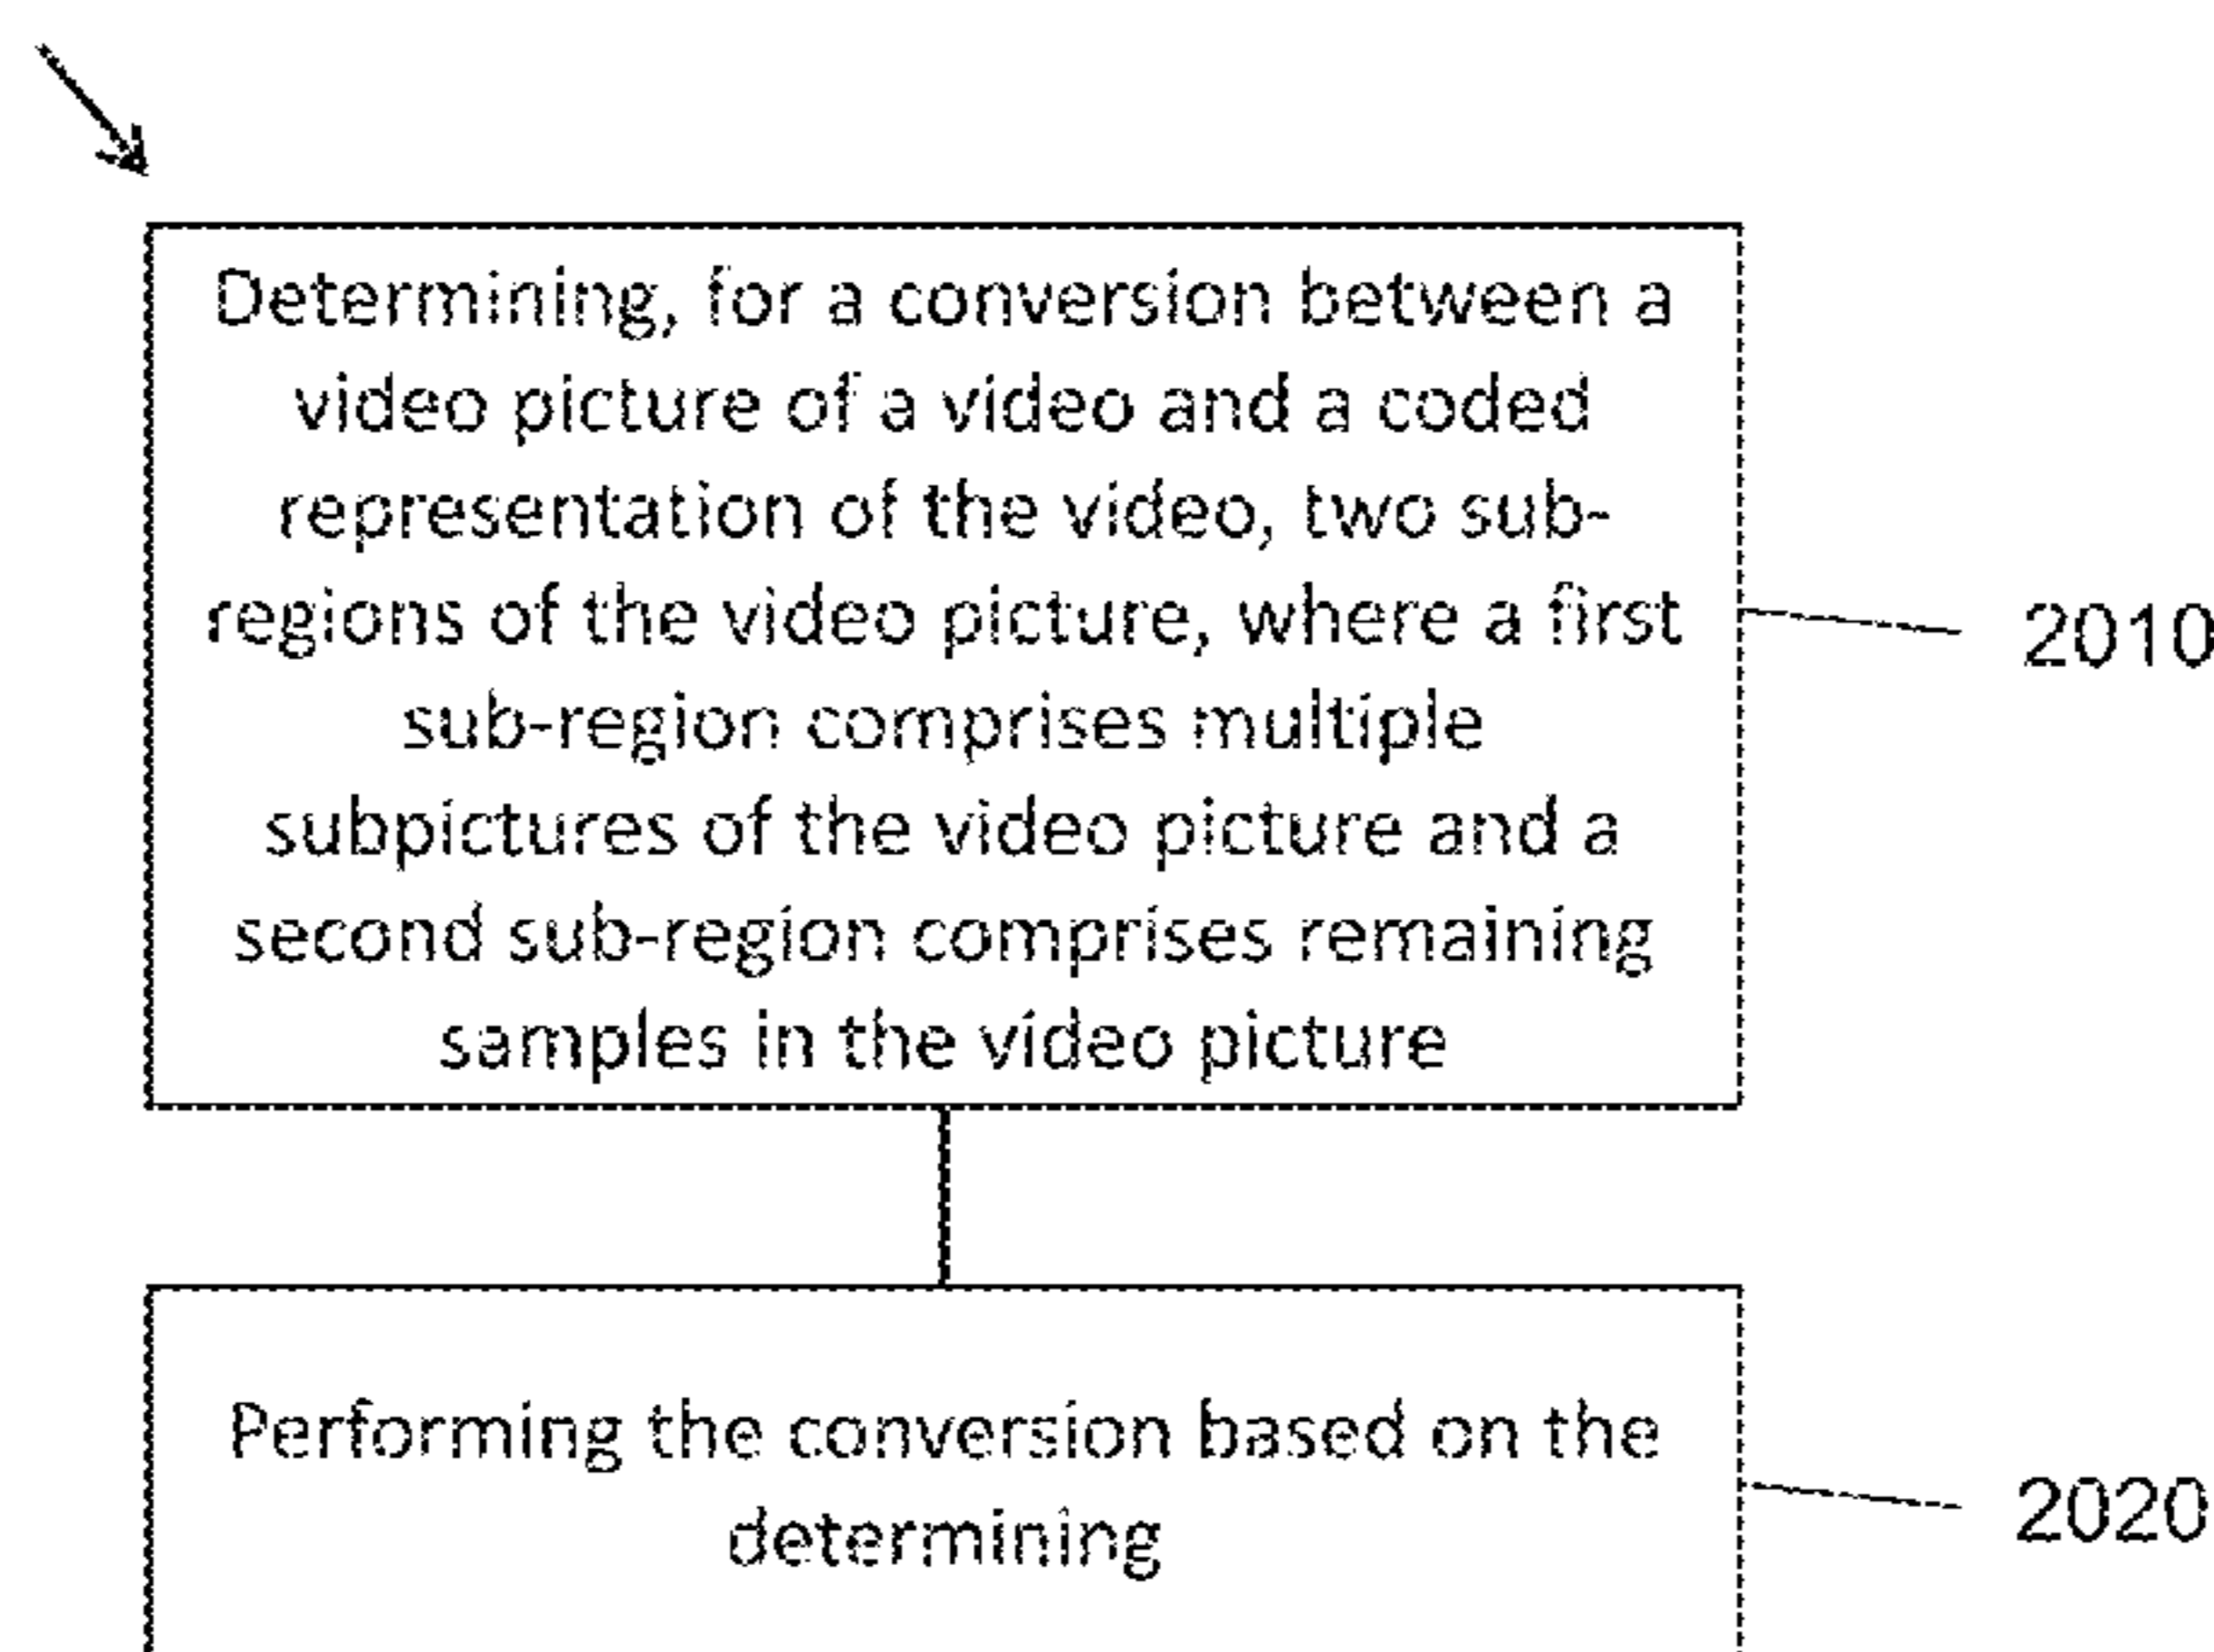 Determining, for a conversion between a
video picture of a video and a coded
representation of the video, two sub-
regions of the video picture, where a first
sub-region comprises multiple
subpictures of the video picture and a
second sub-region comprises remaining
samples in the video picture
2010
Performing the conversion based on the
determining
2020